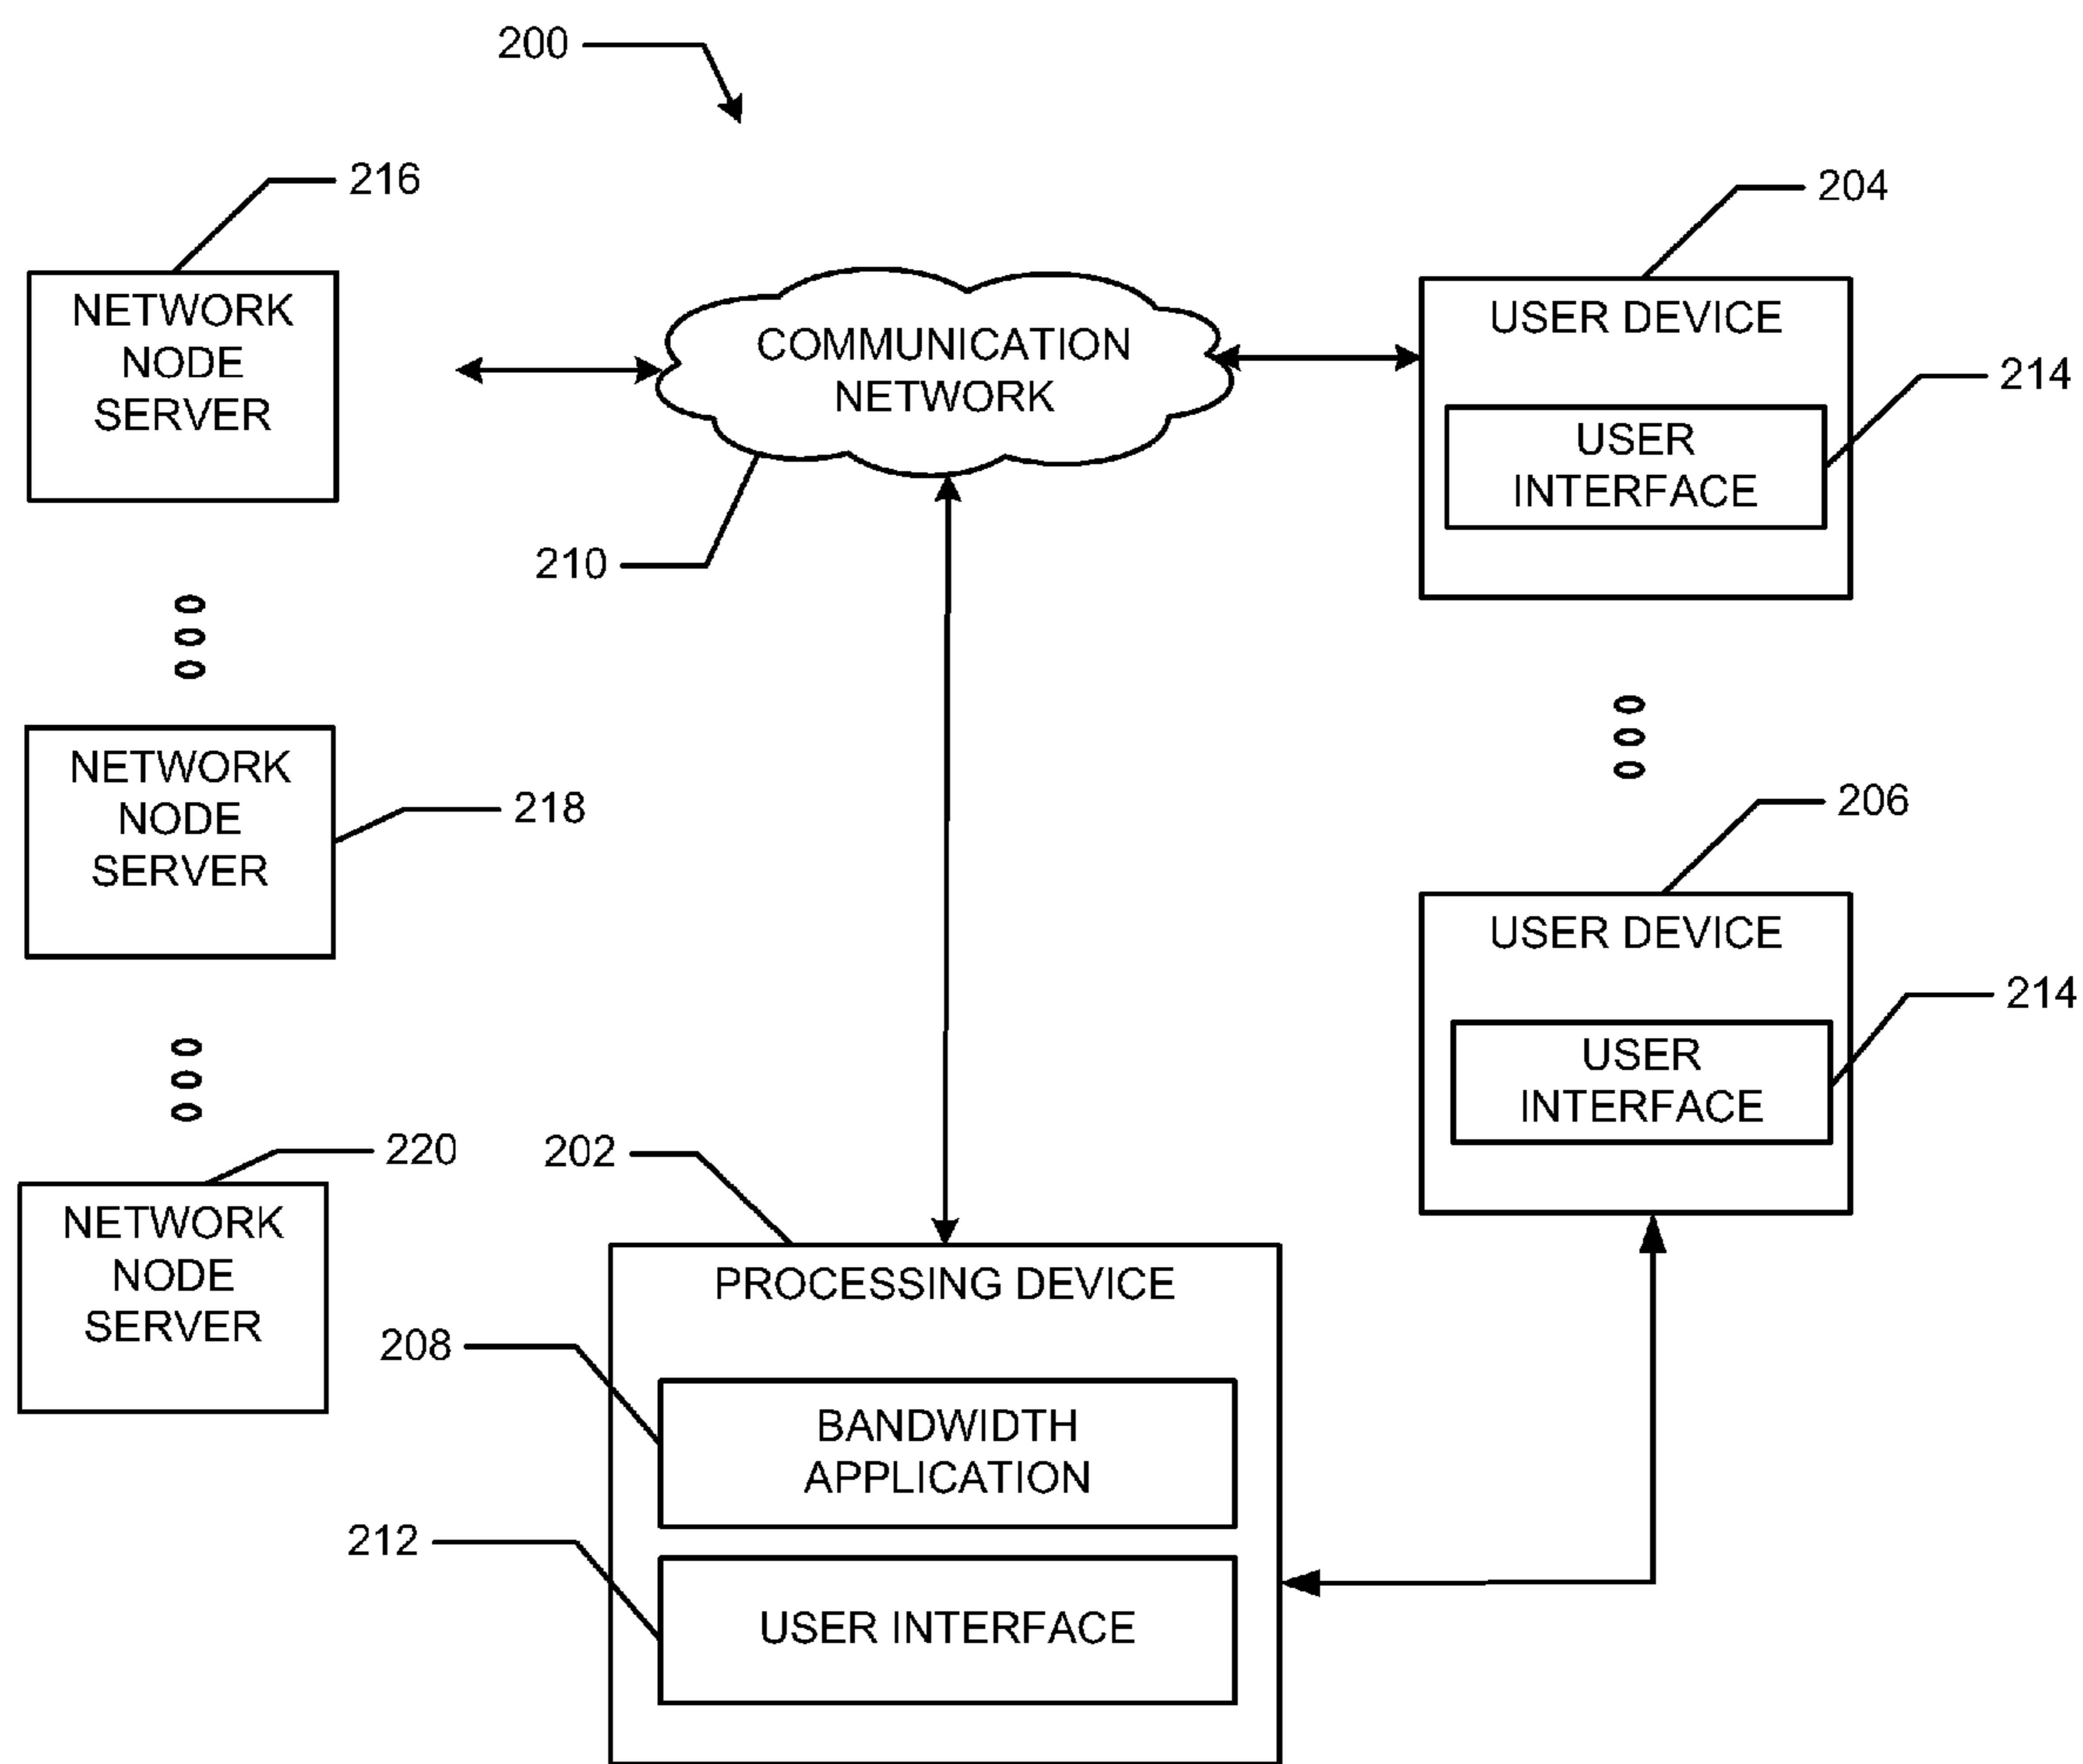 200
216
204
NETWORK
NODE
SERVER
COMMUNICATION
NETWORK
USER DEVICE
214
USER
INTERFACE
210
NETWORK
NODE
SERVER
218
206
USER DEVICE
214
USER
INTERFACE
220
202
NETWORK
NODE
SERVER
PROCESSING DEVICE
208
BANDWIDTH
APPLICATION
212
USER INTERFACE